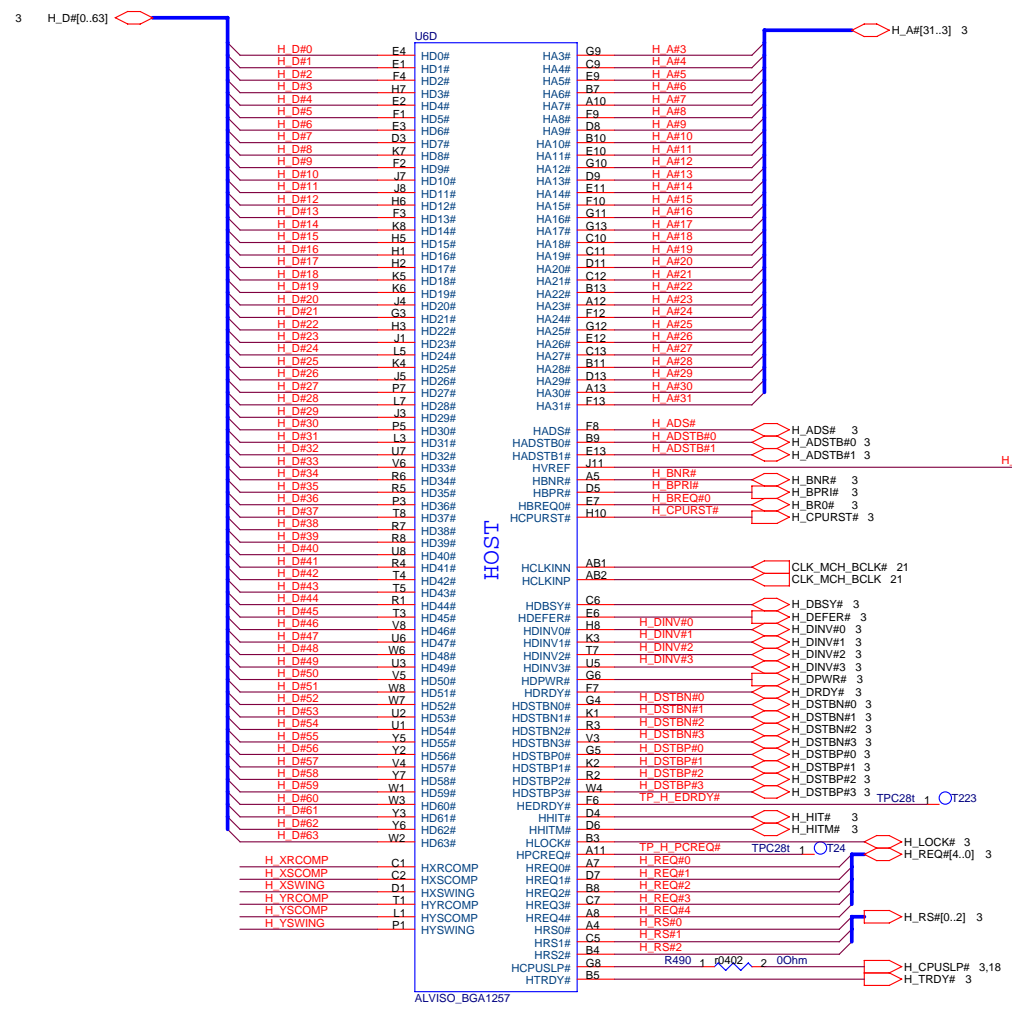 3 H_D#[0..63]
H_A#[31..3] 3
U6D
H_D#0 E4 HD0# HA3# G9 H_A#3
H_D#1 E1 HD1# HA4# C9 H_A#4
H_D#2 F4 HD2# HA5# E9 H_A#5
H_D#3 H7 HD3# HA6# B7 H_A#6
H_D#4 E2 HD4# HA7# A10 H_A#7
H_D#5 F1 HD5# HA8# F9 H_A#8
H_D#6 E3 HD6# HA9# D8 H_A#9
H_D#7 D3 HD7# HA10# B10 H_A#10
H_D#8 K7 HD8# HA11# E10 H_A#11
H_D#9 F2 HD9# HA12# G10 H_A#12
H_D#10 J7 HD10# HA13# D9 H_A#13
H_D#11 J8 HD11# HA14# E11 H_A#14
H_D#12 H6 HD12# HA15# F10 H_A#15
H_D#13 F3 HD13# HA16# G11 H_A#16
H_D#14 K8 HD14# HA17# G13 H_A#17
H_D#15 H5 HD15# HA18# C10 H_A#18
H_D#16 H1 HD16# HA19# C11 H_A#19
H_D#17 H2 HD17# HA20# D11 H_A#20
H_D#18 K5 HD18# HA21# C12 H_A#21
H_D#19 K6 HD19# HA22# B13 H_A#22
H_D#20 J4 HD20# HA23# A12 H_A#23
H_D#21 G3 HD21# HA24# F12 H_A#24
H_D#22 H3 HD22# HA25# G12 H_A#25
H_D#23 J1 HD23# HA26# E12 H_A#26
H_D#24 L5 HD24# HA27# C13 H_A#27
H_D#25 K4 HD25# HA28# B11 H_A#28
H_D#26 J5 HD26# HA29# D13 H_A#29
H_D#27 P7 HD27# HA30# A13 H_A#30
H_D#28 L7 HD28# HA31# F13 H_A#31
H_D#29 J3 HD29#
H_D#30 P5 HD30# HADS# F8 H_ADS# H_ADS# 3
H_D#31 L3 HD31# HADSTB0# B9 H_ADSTB#0 H_ADSTB#0 3
H_D#32 U7 HD32# HADSTB1# E13 H_ADSTB#1 H_ADSTB#1 3
H_D#33 V6 HD33# HVREF J11 H_
H_D#34 R6 HD34# HBNR# A5 H_BNR# H_BNR# 3
H_D#35 R5 HD35# HBPR# D5 H_BPRI# H_BPRI# 3
H_D#36 P3 HD36# HBREQ0# E7 H_BREQ#0 H_BR0# 3
H_D#37 T8 HD37# HCPURST# H10 H_CPURST# H_CPURST# 3
H_D#38 R7 HD38#
H_D#39 R8 HD39#
H_D#40 U8 HD40#
HOST
H_D#41 R4 HD41# HCLKINN AB1 CLK_MCH_BCLK# 21
H_D#42 T4 HD42# HCLKINP AB2 CLK_MCH_BCLK 21
H_D#43 T5 HD43#
H_D#44 R1 HD44# HDBSY# C6 H_DBSY# 3
H_D#45 T3 HD45# HDEFER# E6 H_DEFER# 3
H_D#46 V8 HD46# HDINV0# H8 H_DINV#0 H_DINV#0 3
H_D#47 U6 HD47# HDINV1# K3 H_DINV#1 H_DINV#1 3
H_D#48 W6 HD48# HDINV2# T7 H_DINV#2 H_DINV#2 3
H_D#49 U3 HD49# HDINV3# U5 H_DINV#3 H_DINV#3 3
H_D#50 V5 HD50# HDPWR# G6 H_DPWR# 3
H_D#51 W8 HD51# HDRDY# F7 H_DRDY# 3
H_D#52 W7 HD52# HDSTBN0# G4 H_DSTBN#0 H_DSTBN#0 3
H_D#53 U2 HD53# HDSTBN1# K1 H_DSTBN#1 H_DSTBN#1 3
H_D#54 U1 HD54# HDSTBN2# R3 H_DSTBN#2 H_DSTBN#2 3
H_D#55 Y5 HD55# HDSTBN3# V3 H_DSTBN#3 H_DSTBN#3 3
H_D#56 Y2 HD56# HDSTBP0# G5 H_DSTBP#0 H_DSTBP#0 3
H_D#57 V4 HD57# HDSTBP1# K2 H_DSTBP#1 H_DSTBP#1 3
H_D#58 Y7 HD58# HDSTBP2# R2 H_DSTBP#2 H_DSTBP#2 3
H_D#59 W1 HD59# HDSTBP3# W4 H_DSTBP#3 H_DSTBP#3 3
H_D#60 W3 HD60# HEDRDY# F6 TP_H_EDRDY# TPC28t 1 T223
H_D#61 Y3 HD61# HHIT# D4 H_HIT# 3
H_D#62 Y6 HD62# HHITM# D6 H_HITM# 3
H_D#63 W2 HD63# HLOCK# B3 H_LOCK# 3
HPCREQ# A11 TP_H_PCREQ# TPC28t 1 T24 H_REQ#[4..0] 3
H_XRCOMP C1 HXRCOMP HREQ0# A7 H_REQ#0
H_XSCOMP C2 HXSCOMP HREQ1# D7 H_REQ#1
H_XSWING D1 HXSWING HREQ2# B8 H_REQ#2
H_YRCOMP T1 HYRCOMP HREQ3# C7 H_REQ#3
H_YSCOMP L1 HYSCOMP HREQ4# A8 H_REQ#4 H_RS#[0..2] 3
H_YSWING P1 HYSWING HRS0# A4 H_RS#0
HRS1# C5 H_RS#1
HRS2# B4 H_RS#2
HCPUSLP# G8 R490 1 r0402 2 0Ohm H_CPUSLP# 3,18
HTRDY# B5 H_TRDY# 3
ALVISO_BGA1257